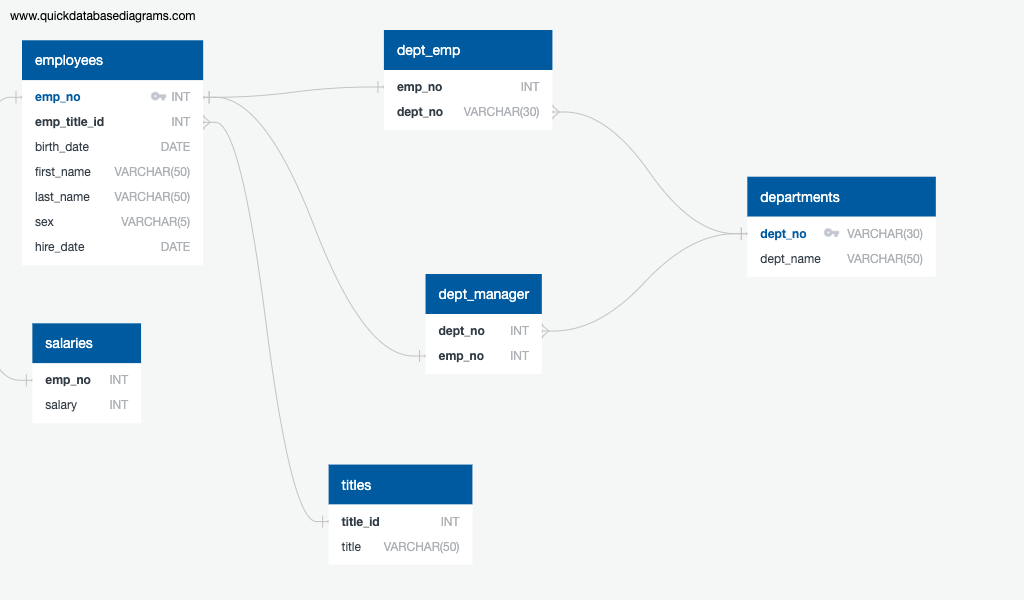 www.quickdatabasediagrams.com
employees
emp_no INT
emp_title_id INT
birth_date DATE
first_name VARCHAR(50)
last_name VARCHAR(50)
sex VARCHAR(5)
hire_date DATE
dept_emp
emp_no INT
dept_no VARCHAR(30)
departments
dept_no VARCHAR(30)
dept_name VARCHAR(50)
dept_manager
dept_no INT
emp_no INT
salaries
emp_no INT
salary INT
titles
title_id INT
title VARCHAR(50)